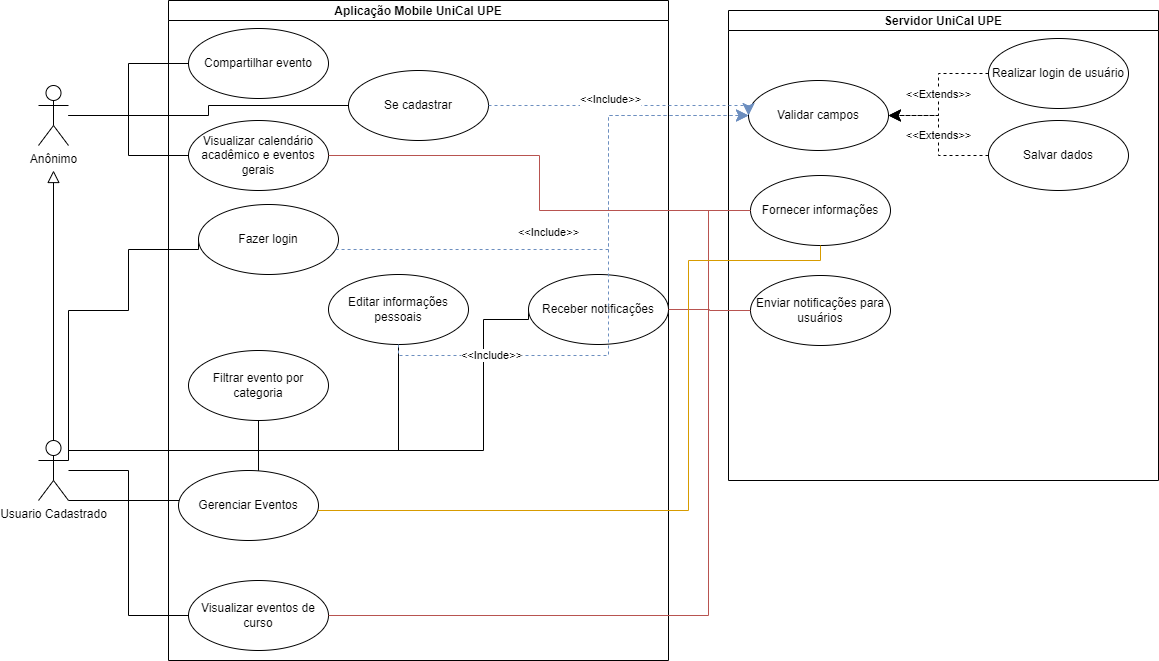 Aplicação Mobile UniCal UPE
Servidor UniCal UPE
Compartilhar evento
Realizar login de usuário
<<Extends>>
Se cadastrar
<<Include>>
Validar campos
Anônimo
Visualizar calendário
acadêmico e eventos
gerais
<<Extends>>
Salvar dados
Fornecer informações
Fazer login
<<Include>>
Editar informações
pessoais
Receber notificações
Enviar notificações para
usuários
<<Include>>
Filtrar evento por
categoria
Usuario Cadastrado
Gerenciar Eventos
Visualizar eventos de
curso